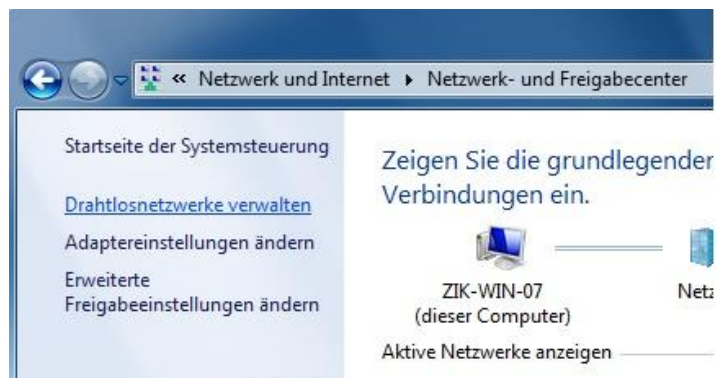 « Netzwerk und Internet ▸ Netzwerk- und Freigabecenter
Startseite der Systemsteuerung
Drahtlosnetzwerke verwalten
Adaptereinstellungen ändern
Erweiterte
Freigabeeinstellungen ändern
Zeigen Sie die grundlegender
Verbindungen ein.
ZIK-WIN-07
(dieser Computer)
Netz
Aktive Netzwerke anzeigen